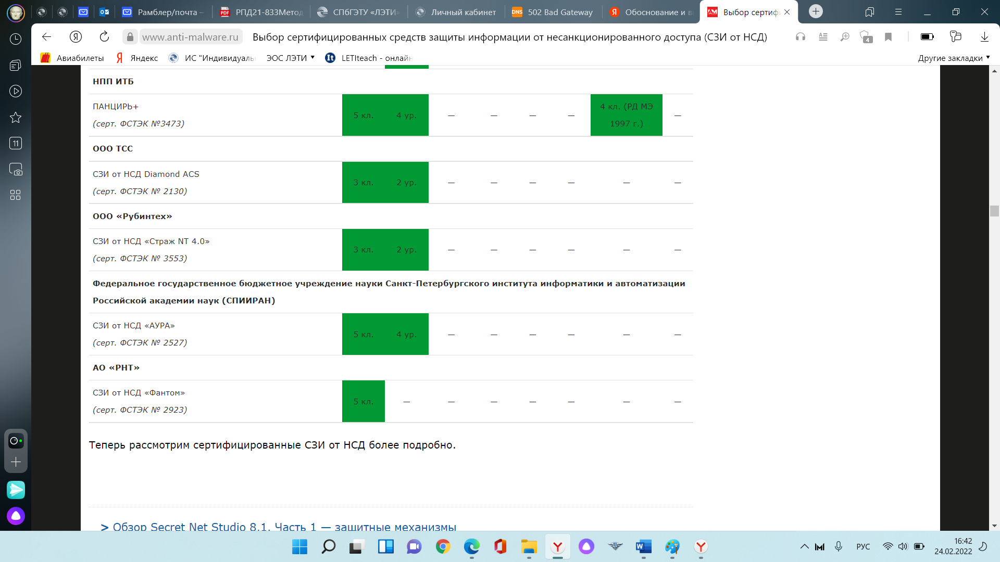 Рамблер/почта –
РПД21-833Метод
СПбГЭТУ «ЛЭТИ»
Личный кабинет
DNS
502 Bad Gateway
Я
Обоснование и в
AM
Выбор сертифи
www.anti-malware.ru
Выбор сертифицированных средств защиты информации от несанкционированного доступа (СЗИ от НСД)
4
Авиабилеты
Я Яндекс
ИС "Индивидуаль
ЭОС ЛЭТИ
It LETIteach - онлайн
Другие закладки
11
НПП ИТБ
ПАНЦИРЬ+
(серт. ФСТЭК №3473)
5 кл. 4 ур. — — — — 4 кл. (РД МЭ 1997 г.) —
ООО ТСС
СЗИ от НСД Diamond ACS
(серт. ФСТЭК № 2130)
3 кл. 2 ур. — — — — — —
ООО «Рубинтех»
СЗИ от НСД «Страж NT 4.0»
(серт. ФСТЭК № 3553)
3 кл. 2 ур. — — — — — —
Федеральное государственное бюджетное учреждение науки Санкт-Петербургского института информатики и автоматизации
Российской академии наук (СПИИРАН)
СЗИ от НСД «АУРА»
(серт. ФСТЭК № 2527)
5 кл. 4 ур. — — — — — —
АО «РНТ»
СЗИ от НСД «Фантом»
(серт. ФСТЭК № 2923)
5 кл. — — — — — — —
Теперь рассмотрим сертифицированные СЗИ от НСД более подробно.
> Обзор Secret Net Studio 8.1. Часть 1 — защитные механизмы
РУС
16:42
24.02.2022